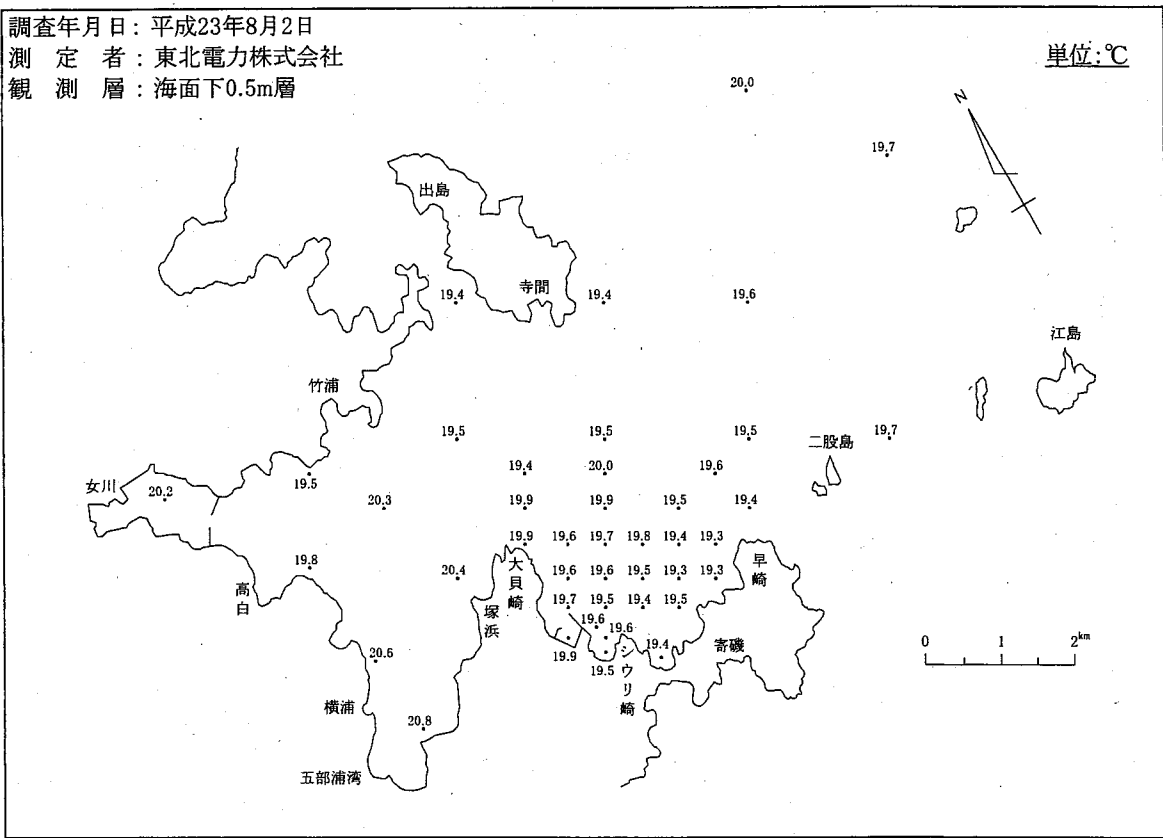 調査年月日：平成23年8月2日
測定者：東北電力株式会社
観測層：海面下0.5m層
単位:℃
20.0
N
19.7
出島
寺間
19.4
19.4
19.6
江島
竹浦
19.5
19.5
19.5
19.7
二股島
女川
20.2
19.5
19.4
20.0
19.6
20.3
19.9
19.9
19.5
19.4
19.9
19.6
19.7
19.8
19.4
19.3
19.8
20.4
大貝崎
19.6
19.6
19.5
19.3
19.3
早崎
高白
塚浜
19.7
19.5
19.4
19.5
19.6
19.6
19.9
19.5
シウリ崎
19.4
寄磯
0 1 2km
20.6
横浦
20.8
五部浦湾